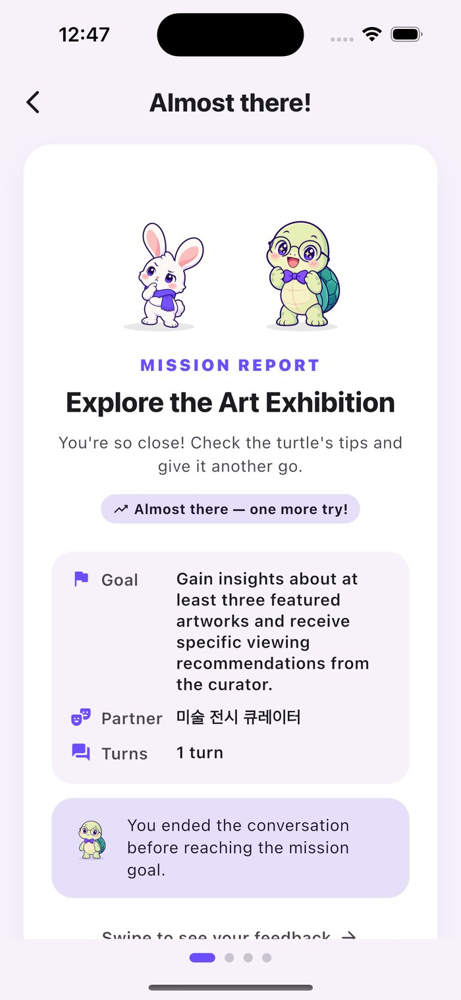 12:47
Almost there!
MISSION REPORT
Explore the Art Exhibition
You're so close! Check the turtle's tips and
give it another go.
Almost there — one more try!
Goal
Gain insights about at
least three featured
artworks and receive
specific viewing
recommendations from
the curator.
Partner
미술 전시 큐레이터
Turns
1 turn
You ended the conversation
before reaching the mission
goal.
Swipe to see your feedback →